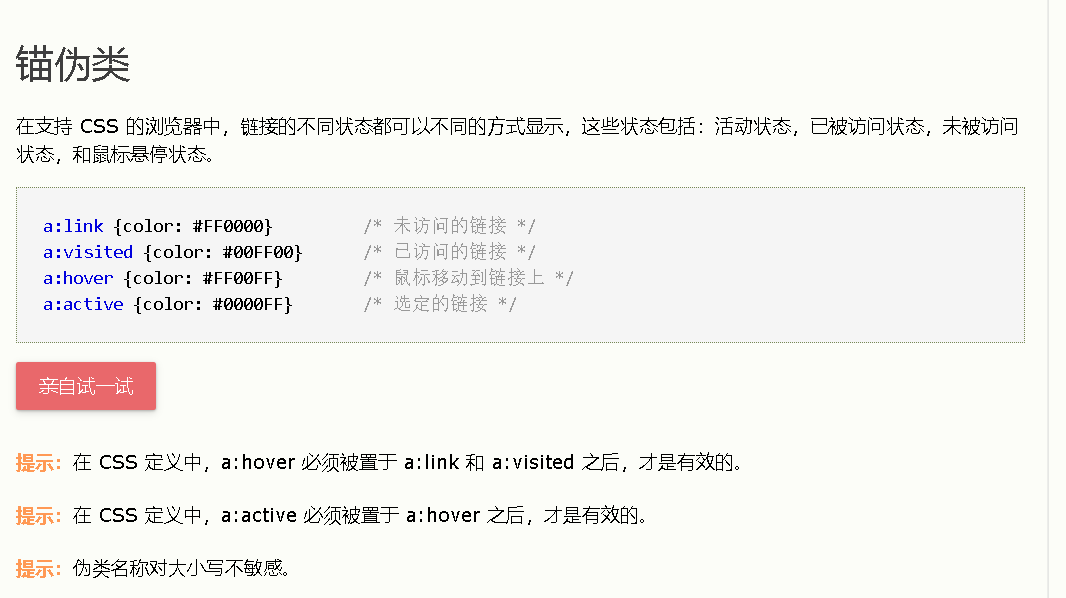 锚伪类
在支持 CSS 的浏览器中，链接的不同状态都可以不同的方式显示，这些状态包括：活动状态，已被访问状态，未被访问
状态，和鼠标悬停状态。
a:link {color: #FF0000} /* 未访问的链接 */
a:visited {color: #00FF00} /* 已访问的链接 */
a:hover {color: #FF00FF} /* 鼠标移动到链接上 */
a:active {color: #0000FF} /* 选定的链接 */
亲自试一试
提示：在 CSS 定义中，a:hover 必须被置于 a:link 和 a:visited 之后，才是有效的。
提示：在 CSS 定义中，a:active 必须被置于 a:hover 之后，才是有效的。
提示：伪类名称对大小写不敏感。